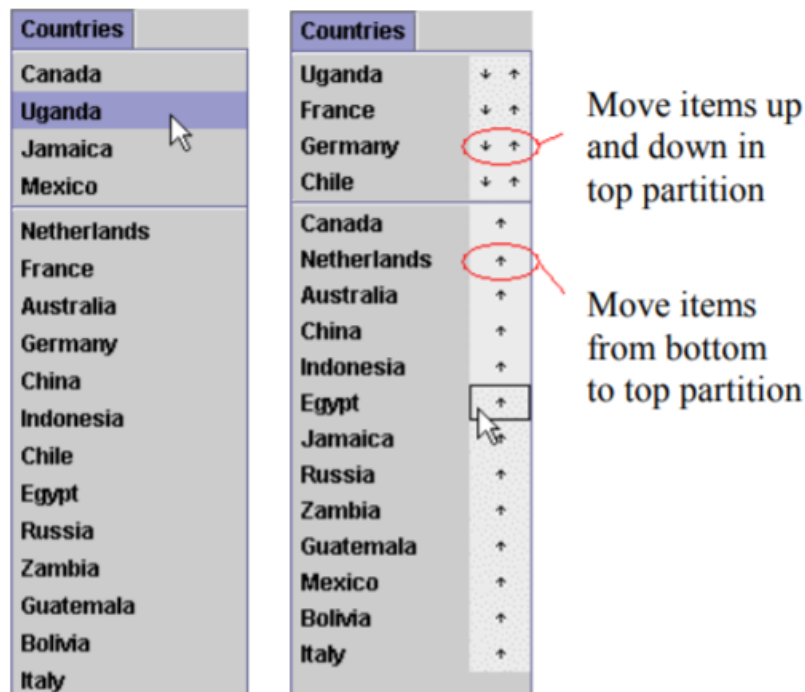 Countries
Canada
Uganda
Jamaica
Mexico
Netherlands
France
Australia
Germany
China
Indonesia
Chile
Egypt
Russia
Zambia
Guatemala
Bolivia
Italy
Countries
Uganda
France
Germany
Chile
Canada
Netherlands
Australia
China
Indonesia
Egypt
Jamaica
Russia
Zambia
Guatemala
Mexico
Bolivia
Italy
Move items up
and down in
top partition
Move items
from bottom
to top partition